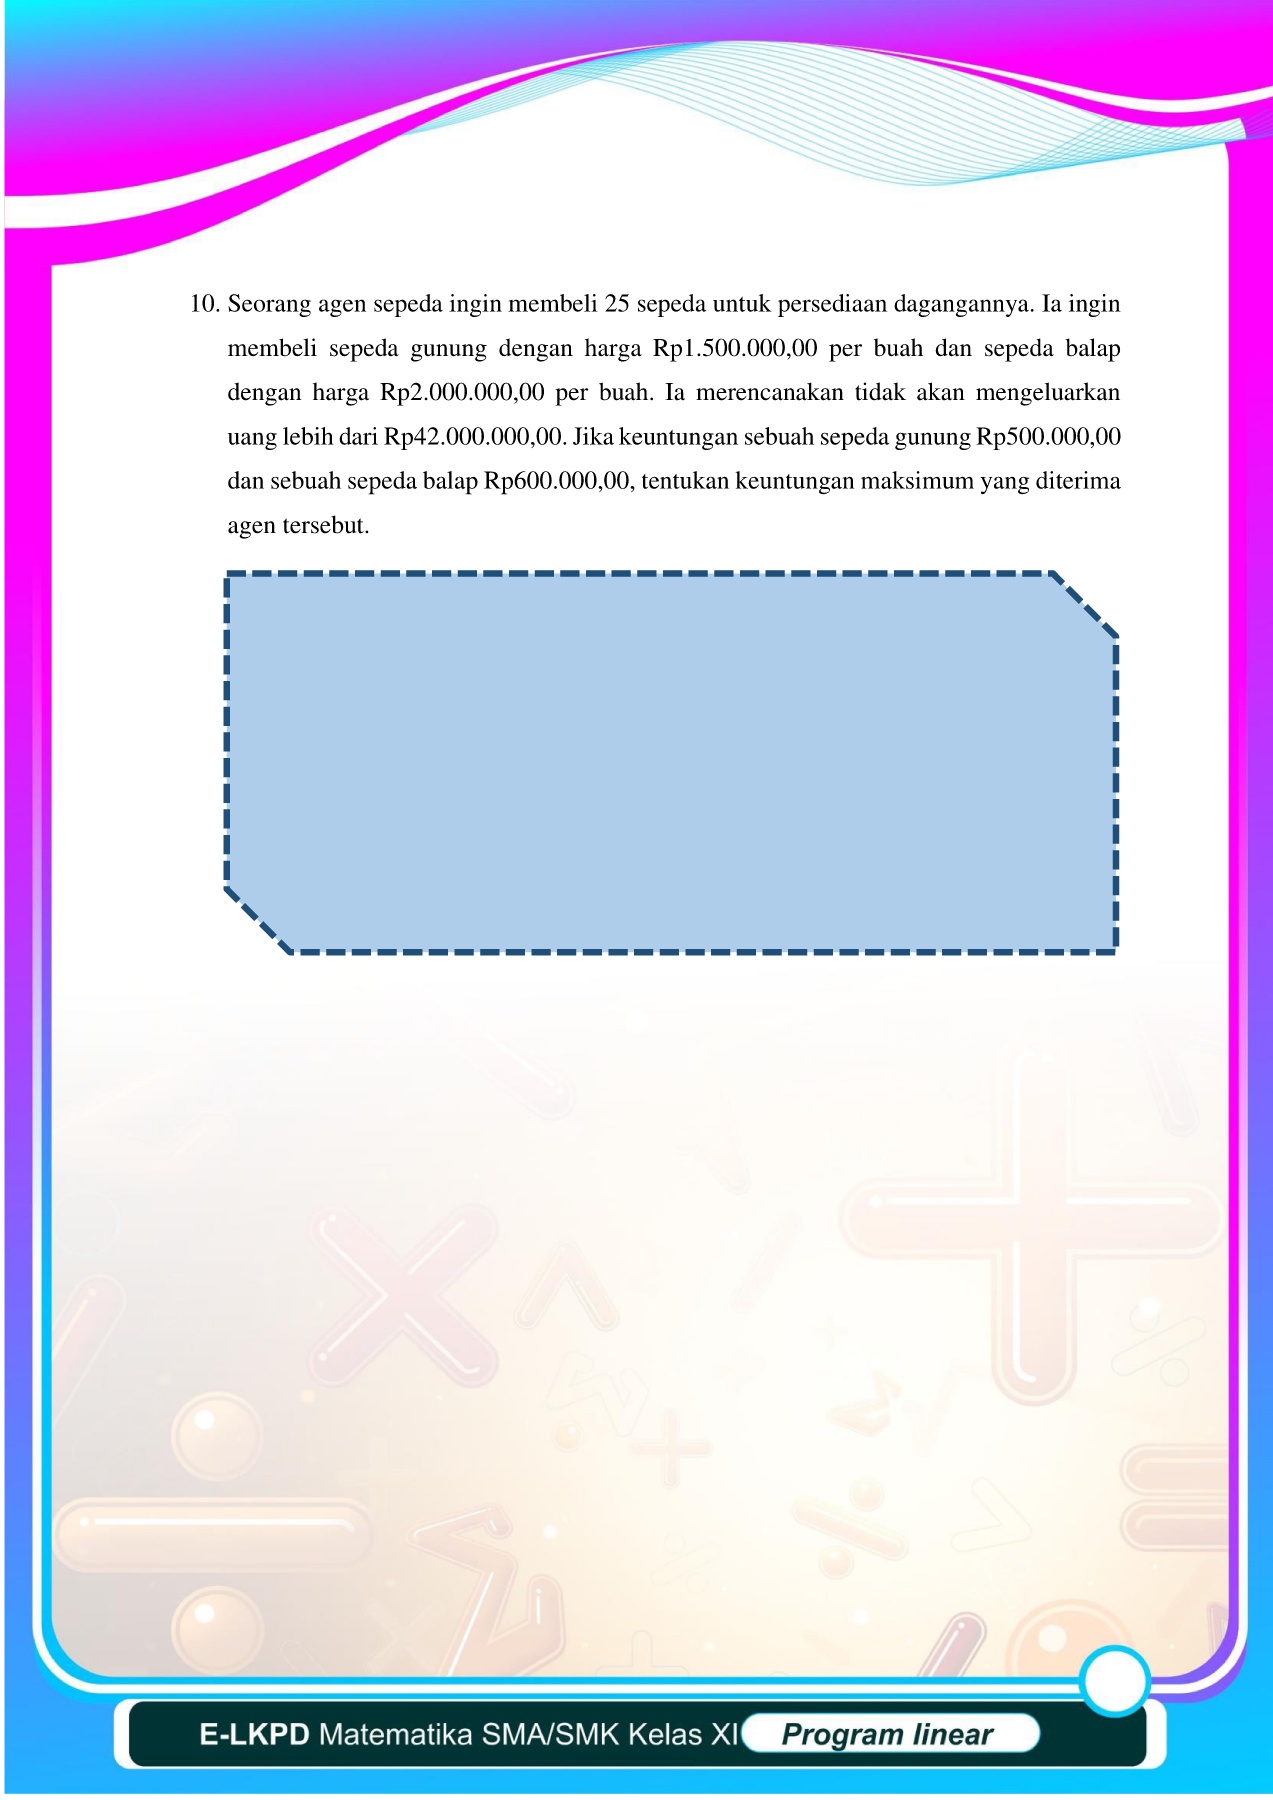 10. Seorang agen sepeda ingin membeli 25 sepeda untuk persediaan dagangannya. Ia ingin
membeli sepeda gunung dengan harga Rp1.500.000,00 per buah dan sepeda balap
dengan harga Rp2.000.000,00 per buah. Ia merencanakan tidak akan mengeluarkan
uang lebih dari Rp42.000.000,00. Jika keuntungan sebuah sepeda gunung Rp500.000,00
dan sebuah sepeda balap Rp600.000,00, tentukan keuntungan maksimum yang diterima
agen tersebut.
E-LKPD Matematika SMA/SMK Kelas XI Program linear